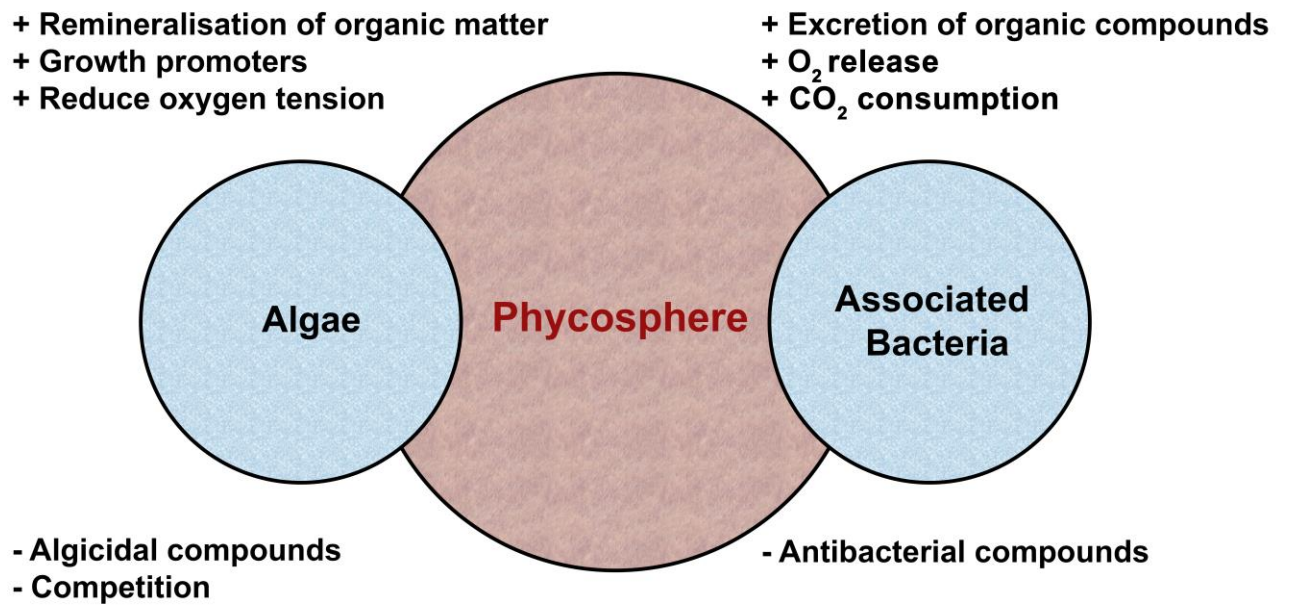 + Remineralisation of organic matter
+ Growth promoters
+ Reduce oxygen tension
+ Excretion of organic compounds
+ O₂ release
+ CO₂ consumption
Algae
Phycosphere
Associated
Bacteria
- Algicidal compounds
- Competition
- Antibacterial compounds